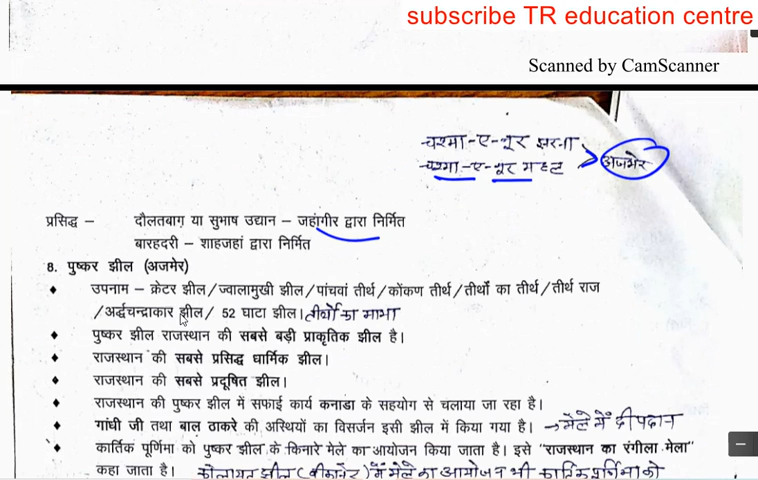 subscribe TR education centre
Scanned by CamScanner
चश्मा-ए-नूर झरना
चश्मा-ए-नूर महल
अजमेर
प्रसिद्ध – दौलतबाग़ या सुभाष उद्यान – जहांगीर द्वारा निर्मित
बारहदरी – शाहजहां द्वारा निर्मित
8. पुष्कर झील (अजमेर)
♦ उपनाम – क्रेटर झील/ज्वालामुखी झील/पांचवां तीर्थ/कोंकण तीर्थ/तीर्थो का तीर्थ/तीर्थ राज
/अर्द्धचन्द्राकार झील/ 52 घाटा झील। तीर्थो का मामा
♦ पुष्कर झील राजस्थान की सबसे बड़ी प्राकृतिक झील है।
♦ राजस्थान की सबसे प्रसिद्ध धार्मिक झील।
♦ राजस्थान की सबसे प्रदूषित झील।
♦ राजस्थान की पुष्कर झील में सफाई कार्य कनाडा के सहयोग से चलाया जा रहा है।
♦ गांधी जी तथा बाल ठाकरे की अस्थियों का विसर्जन इसी झील में किया गया है। → मेले में दीपदान
♦ कार्तिक पूर्णिमा को पुष्कर झील के किनारे मेले का आयोजन किया जाता है। इसे "राजस्थान का रंगीला मेला"
कहा जाता है। कोलायत झील (बीकानेर) में मेले का आयोजन भी कार्तिक पूर्णिमा को